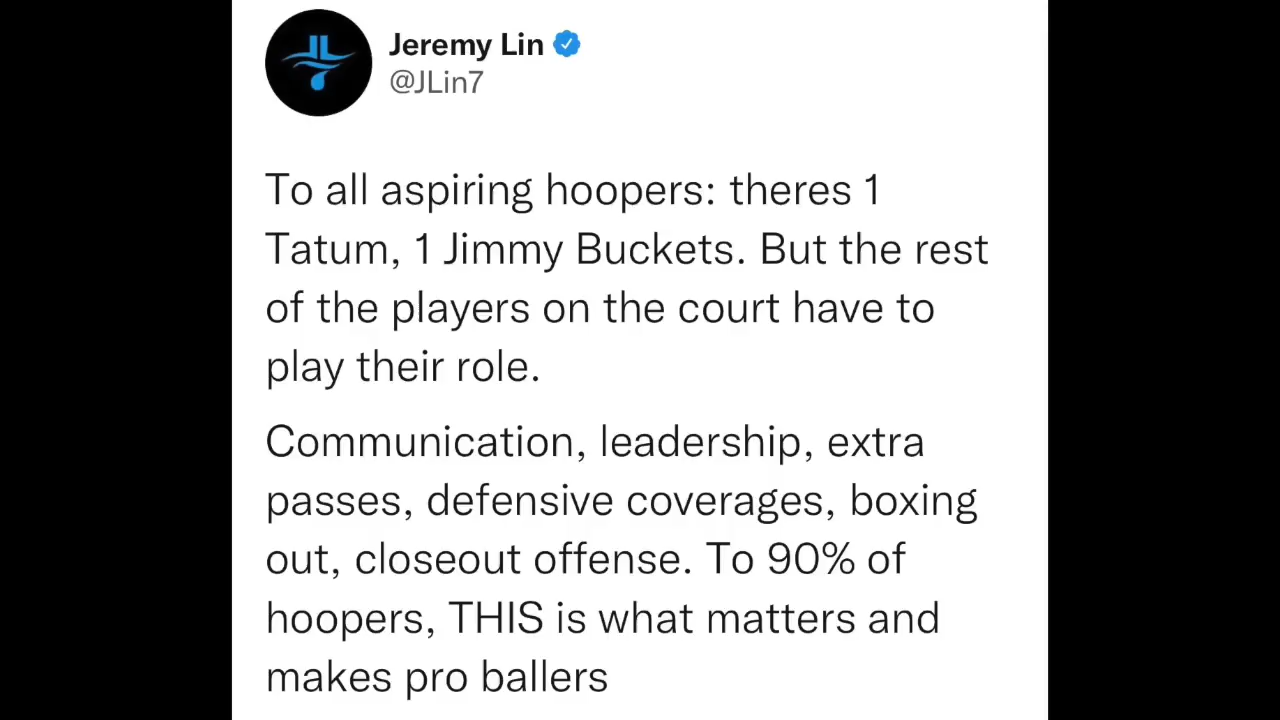 Jeremy Lin
@JLin7
To all aspiring hoopers: theres 1
Tatum, 1 Jimmy Buckets. But the rest
of the players on the court have to
play their role.
Communication, leadership, extra
passes, defensive coverages, boxing
out, closeout offense. To 90% of
hoopers, THIS is what matters and
makes pro ballers